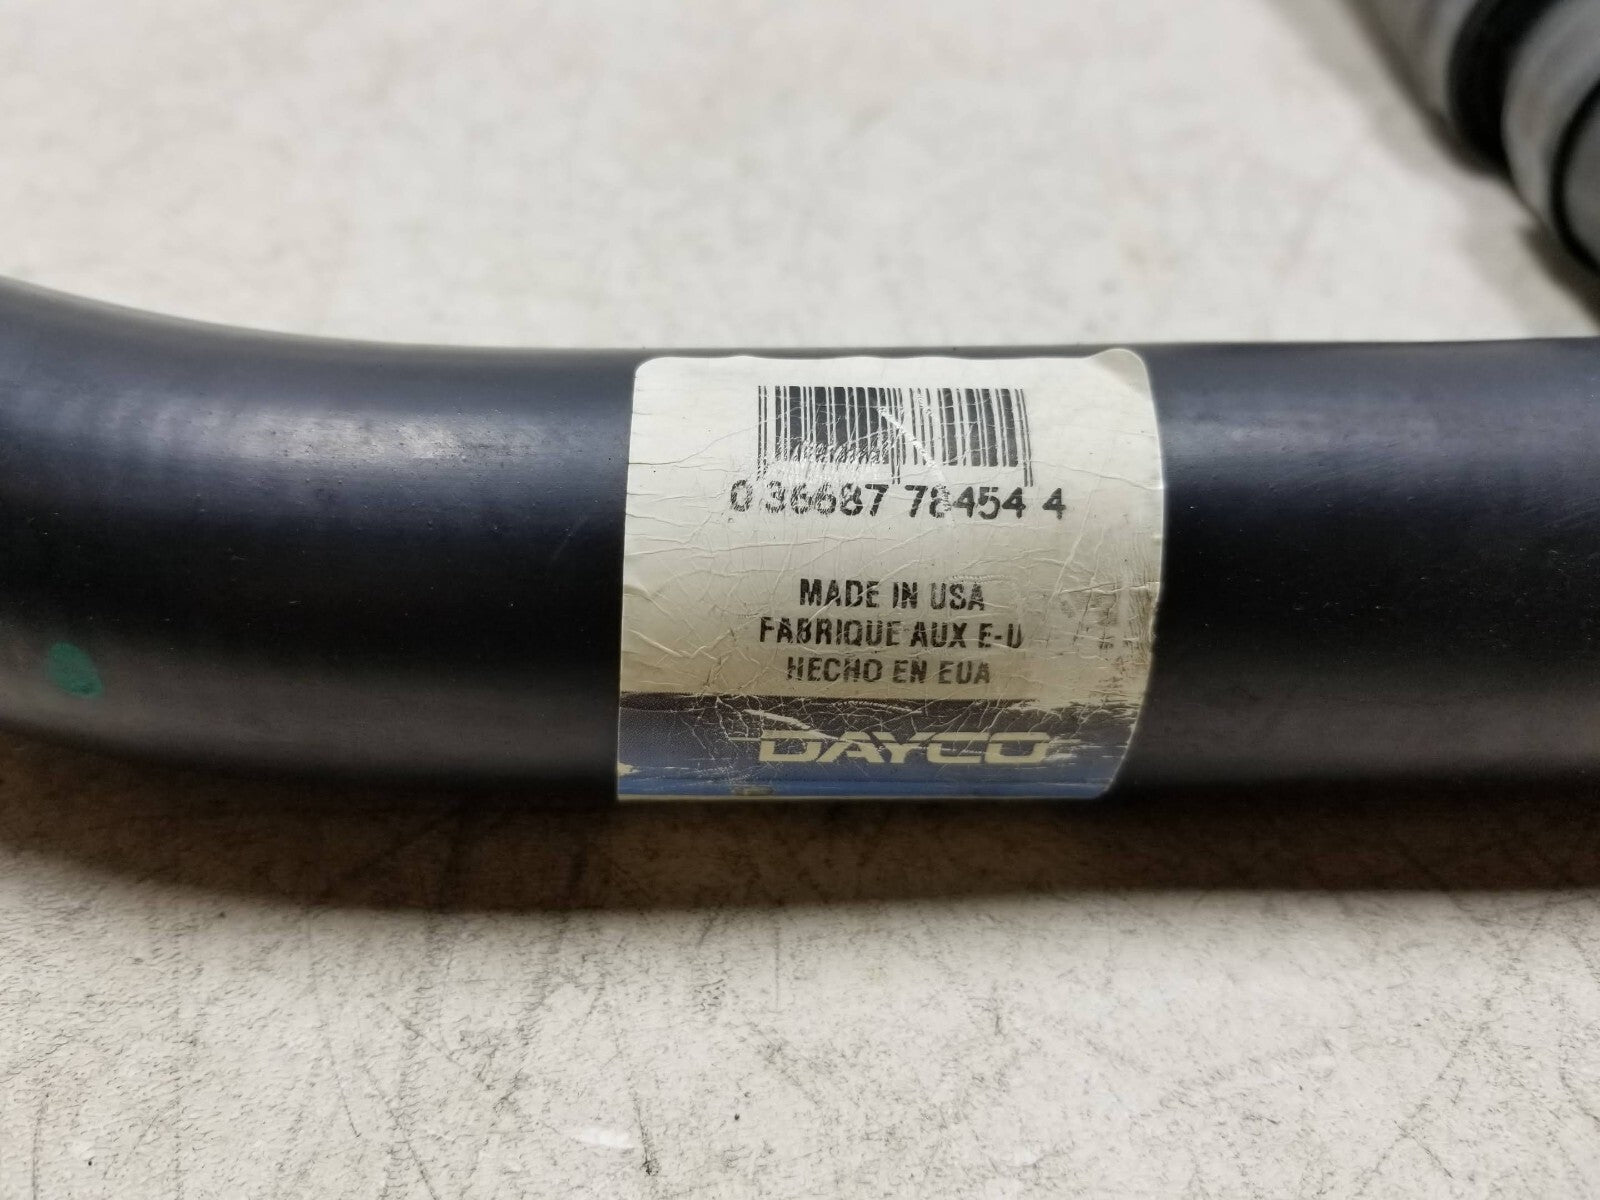 0 36687 78454 4
MADE IN USA
FABRIQUE AUX E-U
HECHO EN EUA
DAYCO